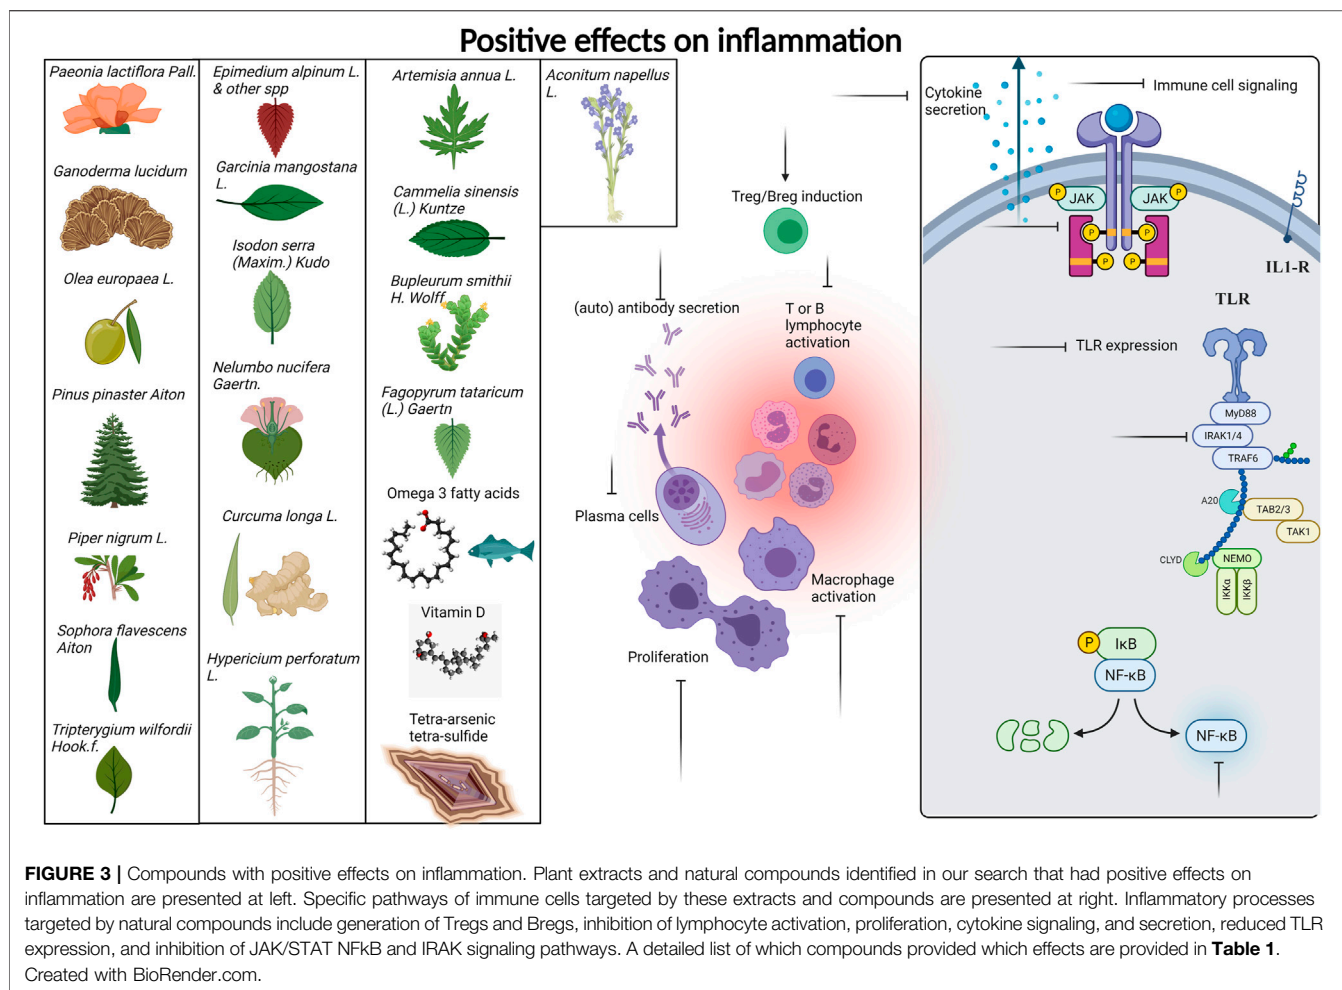 Positive effects on inflammation
Paeonia lactiflora Pall.
Ganoderma lucidum
Olea europaea L.
Pinus pinaster Aiton
Piper nigrum L.
Sophora flavescens
Aiton
Tripterygium wilfordii
Hook.f.
Epimedium alpinum L.
& other spp
Garcinia mangostana
L.
Isodon serra
(Maxim.) Kudo
Nelumbo nucifera
Gaertn.
Curcuma longa L.
Hypericium perforatum
L.
Artemisia annua L.
Cammelia sinensis
(L.) Kuntze
Bupleurum smithii
H. Wolff
Fagopyrum tataricum
(L.) Gaertn
Omega 3 fatty acids
Vitamin D
Tetra-arsenic
tetra-sulfide
Aconitum napellus
L.
Treg/Breg induction
(auto) antibody secretion
T or B
lymphocyte
activation
Plasma cells
Macrophage
activation
Proliferation
Cytokine
secretion
Immune cell signaling
P
JAK
JAK
P
P
P
P
P
IL1-R
TLR
TLR expression
MyD88
IRAK1/4
TRAF6
A20
TAB2/3
TAK1
CLYD
NEMO
IKKα
IKKβ
P
IκB
NF-κB
NF-κB
FIGURE 3 | Compounds with positive effects on inflammation. Plant extracts and natural compounds identified in our search that had positive effects on
inflammation are presented at left. Specific pathways of immune cells targeted by these extracts and compounds are presented at right. Inflammatory processes
targeted by natural compounds include generation of Tregs and Bregs, inhibition of lymphocyte activation, proliferation, cytokine signaling, and secretion, reduced TLR
expression, and inhibition of JAK/STAT NFkB and IRAK signaling pathways. A detailed list of which compounds provided which effects are provided in Table 1.
Created with BioRender.com.